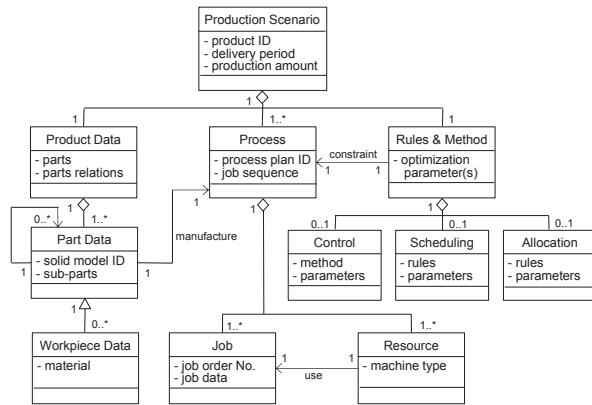 Production Scenario
- product ID
- delivery period
- production amount
1
1
1..*
1
Product Data
- parts
- parts relations
Process
- process plan ID
- job sequence
Rules & Method
- optimization
parameter(s)
constraint
1
1
1
1
1
1
0..*
1..*
manufacture
Part Data
- solid model ID
- sub-parts
1
1
1
0..*
0..1
0..1
0..1
Control
- method
- parameters
Scheduling
- rules
- parameters
Allocation
- rules
- parameters
Workpiece Data
- material
1..*
1..*
Job
- job order No.
- job data
Resource
- machine type
1
1
use